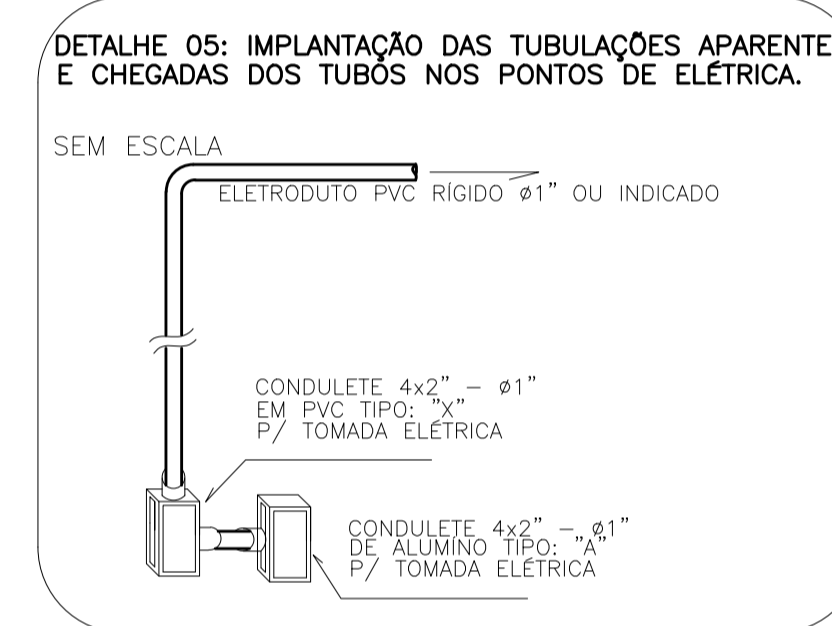 DETALHE 05: IMPLANTAÇÃO DAS TUBULAÇÕES APARENTE
E CHEGADAS DOS TUBOS NOS PONTOS DE ELÉTRICA.
SEM ESCALA
ELETRODUTO PVC RÍGIDO ø1" OU INDICADO
CONDULETE 4x2" – ø1"
EM PVC TIPO: "X"
P/ TOMADA ELÉTRICA
CONDULETE 4x2" – ø1"
DE ALUMÍNO TIPO: "A"
P/ TOMADA ELÉTRICA